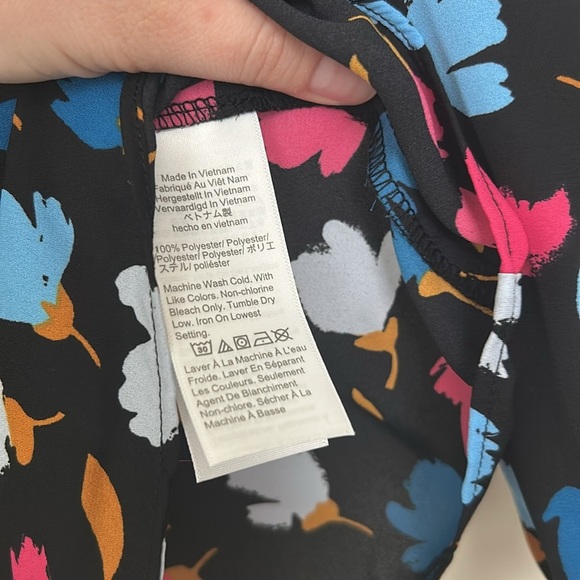 Made In Vietnam
Fabriqué Au Việt Nam
Hergestellt In Vietnam
Vervaardigd In Vietnam
ベトナム製
hecho en vietnam
100% Polyester/ Polyester/
Polyester/ Polyester/ ポリエ
ステル/ poliéster
Machine Wash Cold. With
Like Colors. Non-chlorine
Bleach Only, Tumble Dry
Low. Iron On Lowest
Setting.
30
Laver À La Machine À L'eau
Froide. Laver En Separer
Les Couleurs. Seulement
Agent De Blanchiment
Non-chlore. Sécher À La
Machine À Basse